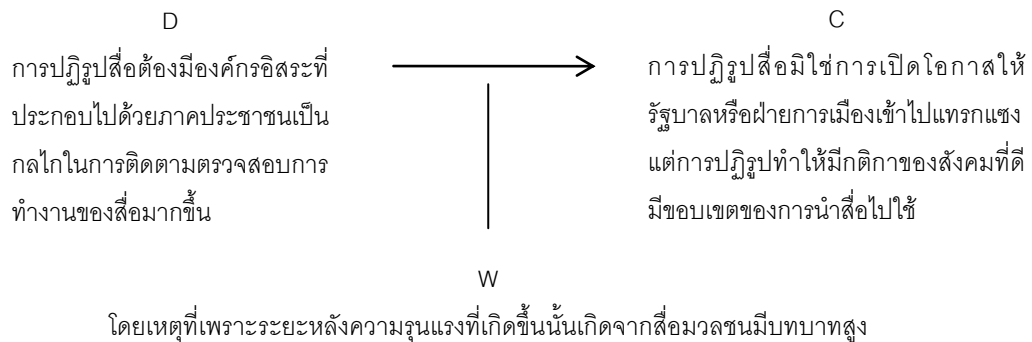 D
การปฏิรูปสื่อต้องมีองค์กรอิสระที่
ประกอบไปด้วยภาคประชาชนเป็น
กลไกในการติดตามตรวจสอบการ
ทำงานของสื่อมากขึ้น
C
การปฏิรูปสื่อมิใช่การเปิดโอกาสให้
รัฐบาลหรือฝ่ายการเมืองเข้าไปแทรกแซง
แต่การปฏิรูปทำให้มีกติกาของสังคมที่ดี
มีขอบเขตของการนำสื่อไปใช้
W
โดยเหตุที่เพราะระยะหลังความรุนแรงที่เกิดขึ้นนั้นเกิดจากสื่อมวลชนมีบทบาทสูง